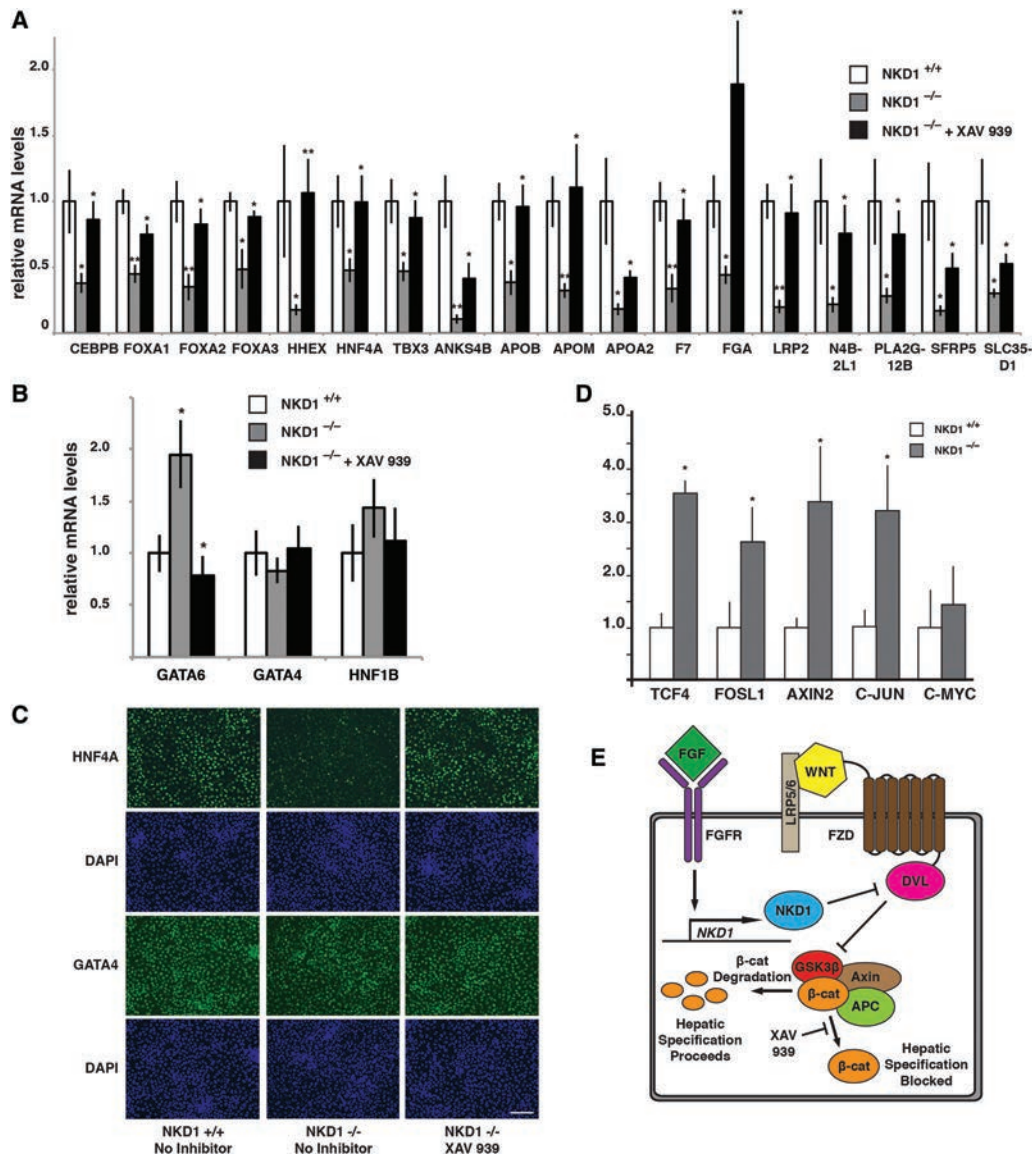 A
relative mRNA levels
2.0
1.5
1.0
0.5
0
NKD1 +/+
NKD1 −/−
NKD1 −/− + XAV 939
** * * * * * * ** * * * * * * * * * * *
CEBPB FOXA1 FOXA2 FOXA3 HHEX HNF4A TBX3 ANKS4B APOB APOM APOA2 F7 FGA LRP2 N4B-2L1 PLA2G-12B SFRP5 SLC35-D1
B
relative mRNA levels
2.0
1.5
1.0
0.5
NKD1 +/+
NKD1 −/−
NKD1 −/− + XAV 939
* *
GATA6 GATA4 HNF1B
C
HNF4A
DAPI
GATA4
DAPI
NKD1 +/+ NKD1 -/- NKD1 -/-
No Inhibitor No Inhibitor XAV 939
D
5.0
4.0
3.0
2.0
1.0
NKD1 +/+
NKD1 −/−
* * * *
TCF4 FOSL1 AXIN2 C-JUN C-MYC
E
FGF
WNT
LRP5/6
FGFR
FZD
DVL
NKD1
NKD1
β-cat
Degradation
GSK3β
Axin
β-cat
APC
Hepatic
Specification
Proceeds
XAV
939
β-cat
Hepatic
Specification
Blocked